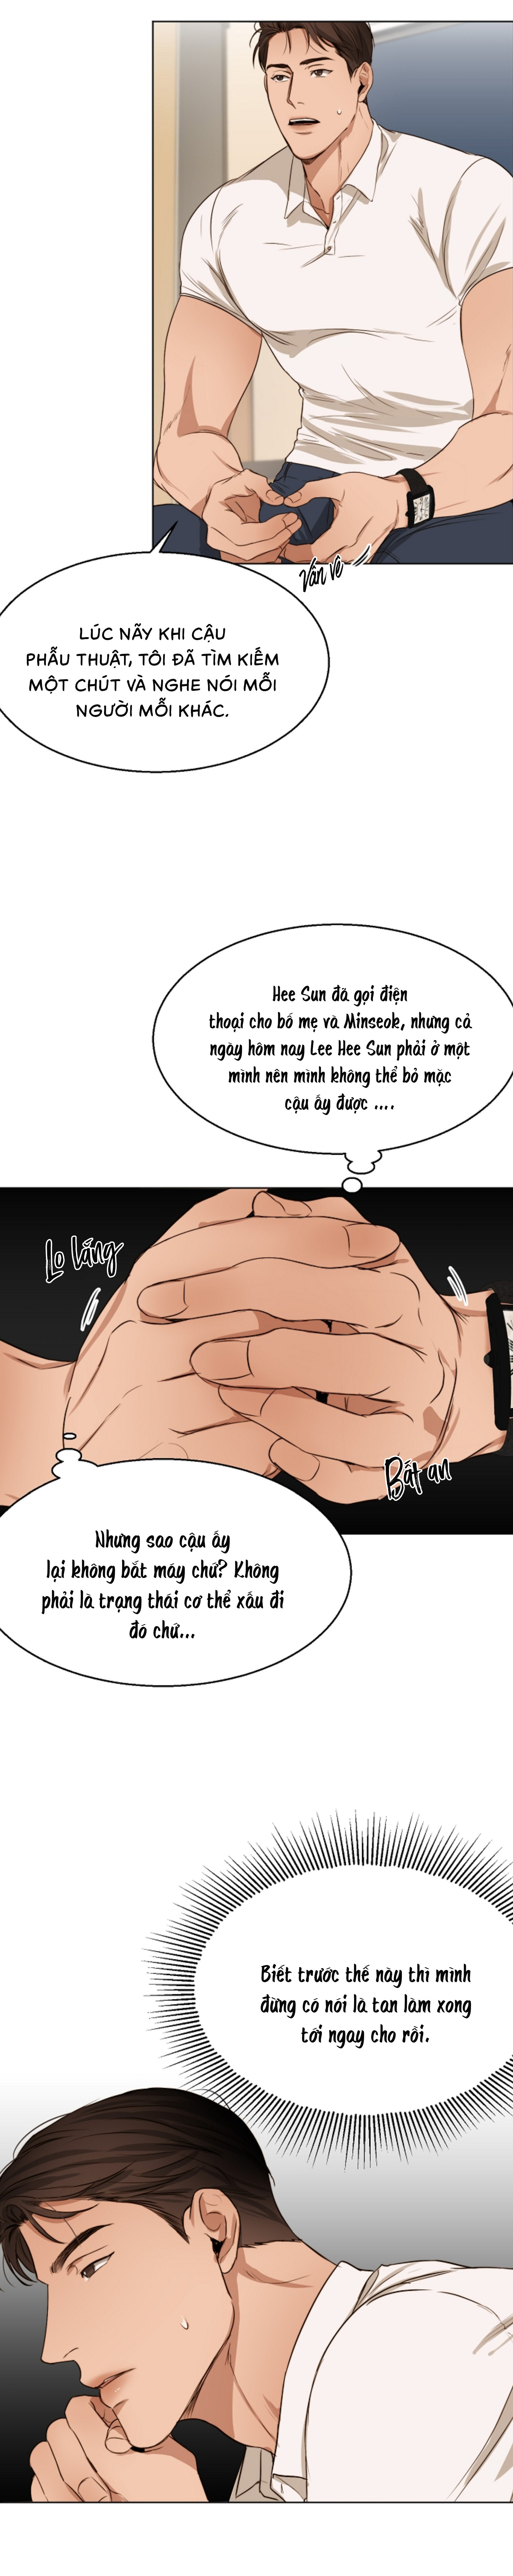 Vân vê
LÚC NÃY KHI CẬU
PHẪU THUẬT, TÔI ĐÃ TÌM KIẾM
MỘT CHÚT VÀ NGHE NÓI MỖI
NGƯỜI MỖI KHÁC.
Hee Sun đã gọi điện
thoại cho bố mẹ và Minseok, nhưng cả
ngày hôm nay Lee Hee Sun phải ở một
mình nên mình không thể bỏ mặc
cậu ấy được ....
Lo lắng
Bất an
Nhưng sao cậu ấy
lại không bắt máy chứ? Không
phải là trạng thái cơ thể xấu đi
đó chứ...
Biết trước thế này thì mình
đừng có nói là tan làm xong
tới ngay cho rồi.